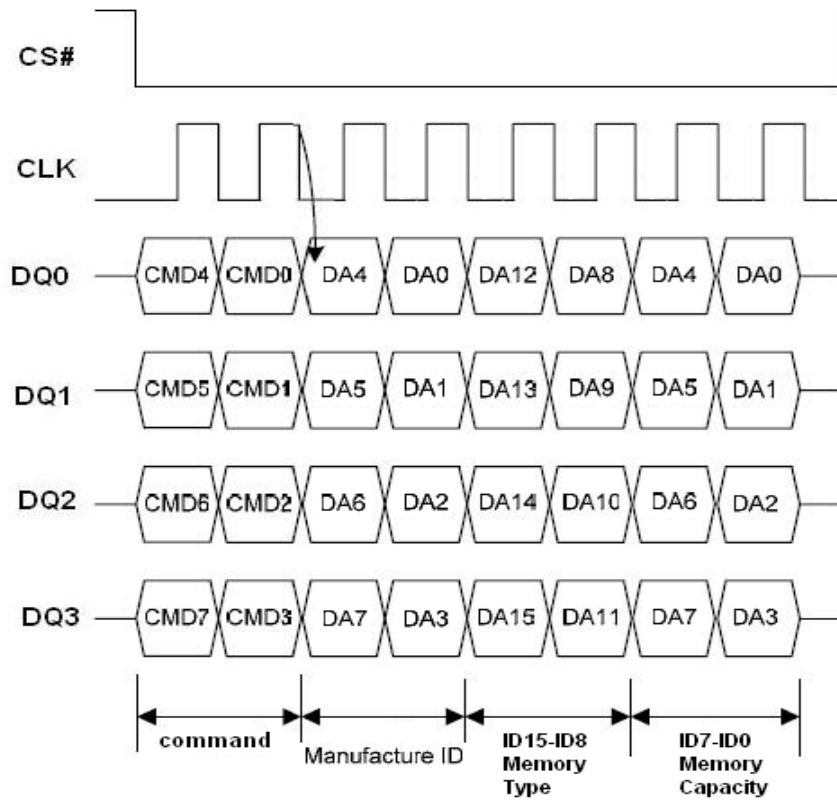 CS#
CLK
DQ0 CMD4 CMD0 DA4 DA0 DA12 DA8 DA4 DA0
DQ1 CMD5 CMD1 DA5 DA1 DA13 DA9 DA5 DA1
DQ2 CMD6 CMD2 DA6 DA2 DA14 DA10 DA6 DA2
DQ3 CMD7 CMD3 DA7 DA3 DA15 DA11 DA7 DA3
command
Manufacture ID
ID15-ID8
Memory
Type
ID7-ID0
Memory
Capacity